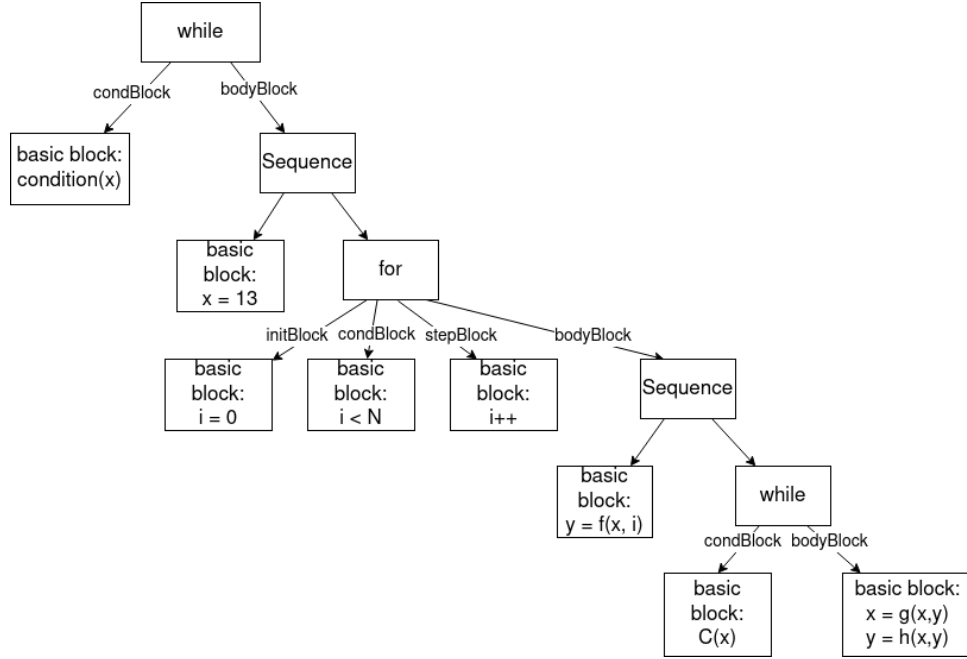 while
condBlock
bodyBlock
basic block:
condition(x)
Sequence
basic
block:
x = 13
for
initBlock
condBlock
stepBlock
bodyBlock
basic
block:
i = 0
basic
block:
i < N
basic
block:
i++
Sequence
basic
block:
y = f(x, i)
while
condBlock
bodyBlock
basic
block:
C(x)
basic block:
x = g(x,y)
y = h(x,y)